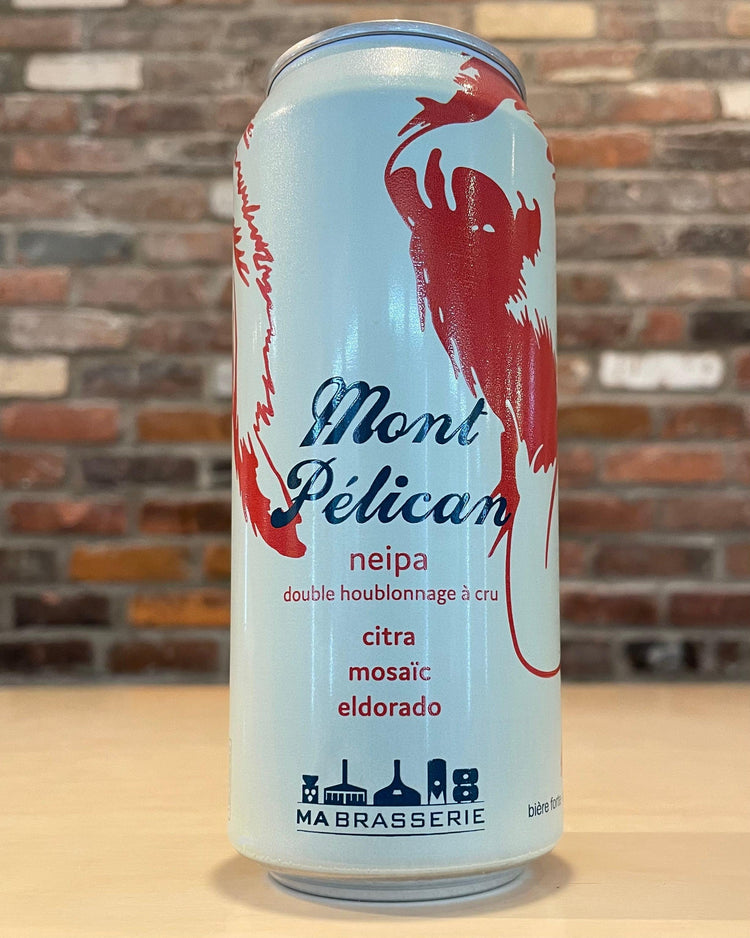 Mont
Pélican
neipa
double houblonnage à cru
citra
mosaïc
eldorado
MA BRASSERIE
bière forte